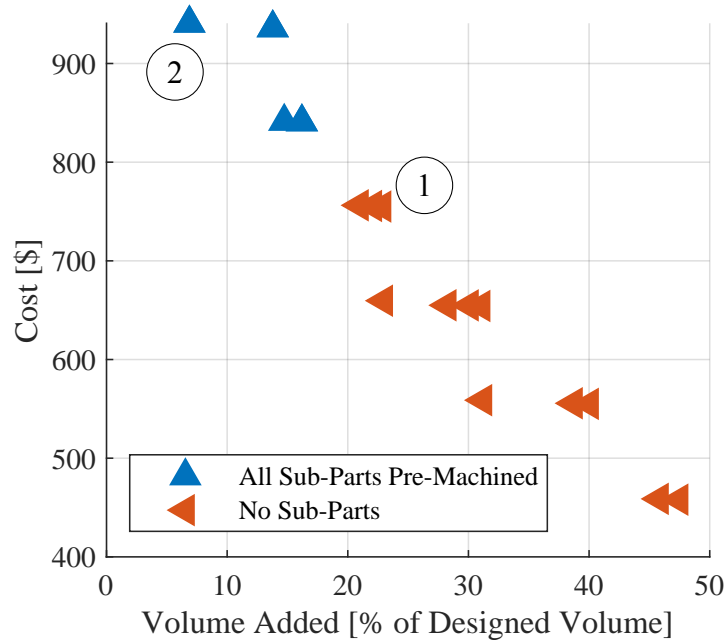 900
800
700
600
500
400
Cost [$]
2
1
All Sub-Parts Pre-Machined
No Sub-Parts
0 10 20 30 40 50
Volume Added [% of Designed Volume]